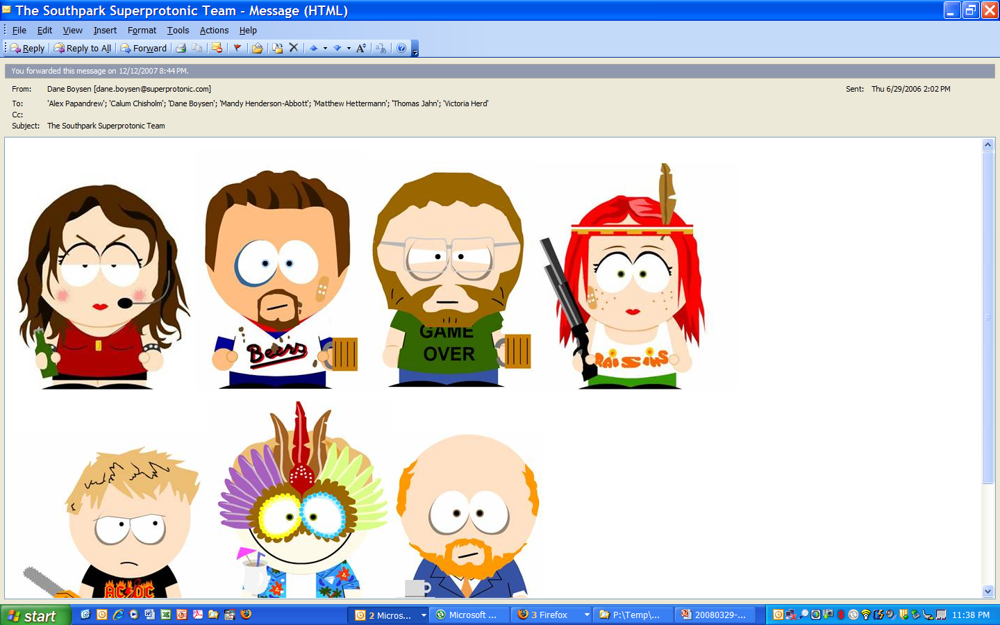 The Southpark Superprotonic Team - Message (HTML)
File Edit View Insert Format Tools Actions Help
Reply Reply to All Forward
You forwarded this message on 12/12/2007 8:44 PM.
From: Dane Boysen [dane.boysen@superprotonic.com] Sent: Thu 6/29/2006 2:02 PM
To: 'Alex Papandrew'; 'Calum Chisholm'; 'Dane Boysen'; 'Mandy Henderson-Abbott'; 'Matthew Hettermann'; 'Thomas Jahn'; 'Victoria Herd'
Cc:
Subject: The Southpark Superprotonic Team
Beers
GAME
OVER
RAISINS
AC/DC
start 2 Micros... Microsoft ... 3 Firefox P:\Temp\... 20080329-... 11:38 PM